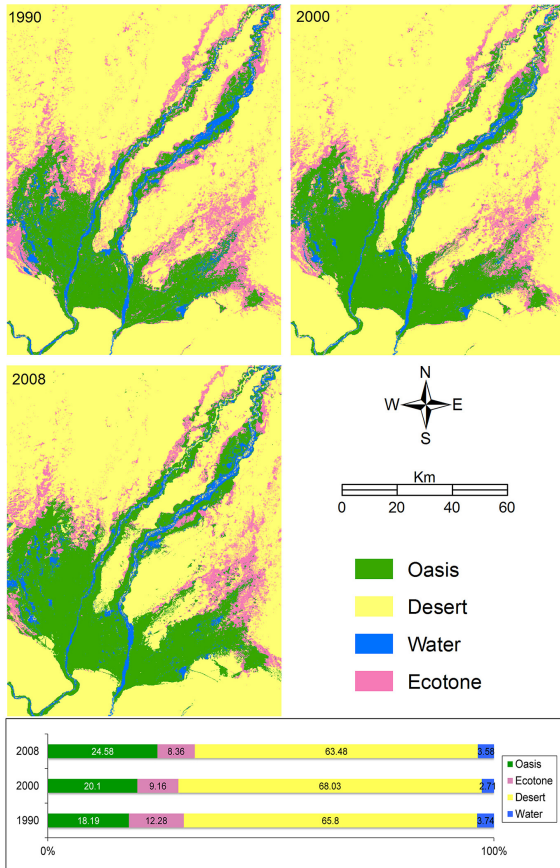 1990
2000
2008
N
W E
S
Km
0 20 40 60
Oasis
Desert
Water
Ecotone
2008 24.58 8.36 63.48 3.58
2000 20.1 9.16 68.03 2.71
1990 18.19 12.28 65.8 3.74
0% 100%
Oasis
Ecotone
Desert
Water